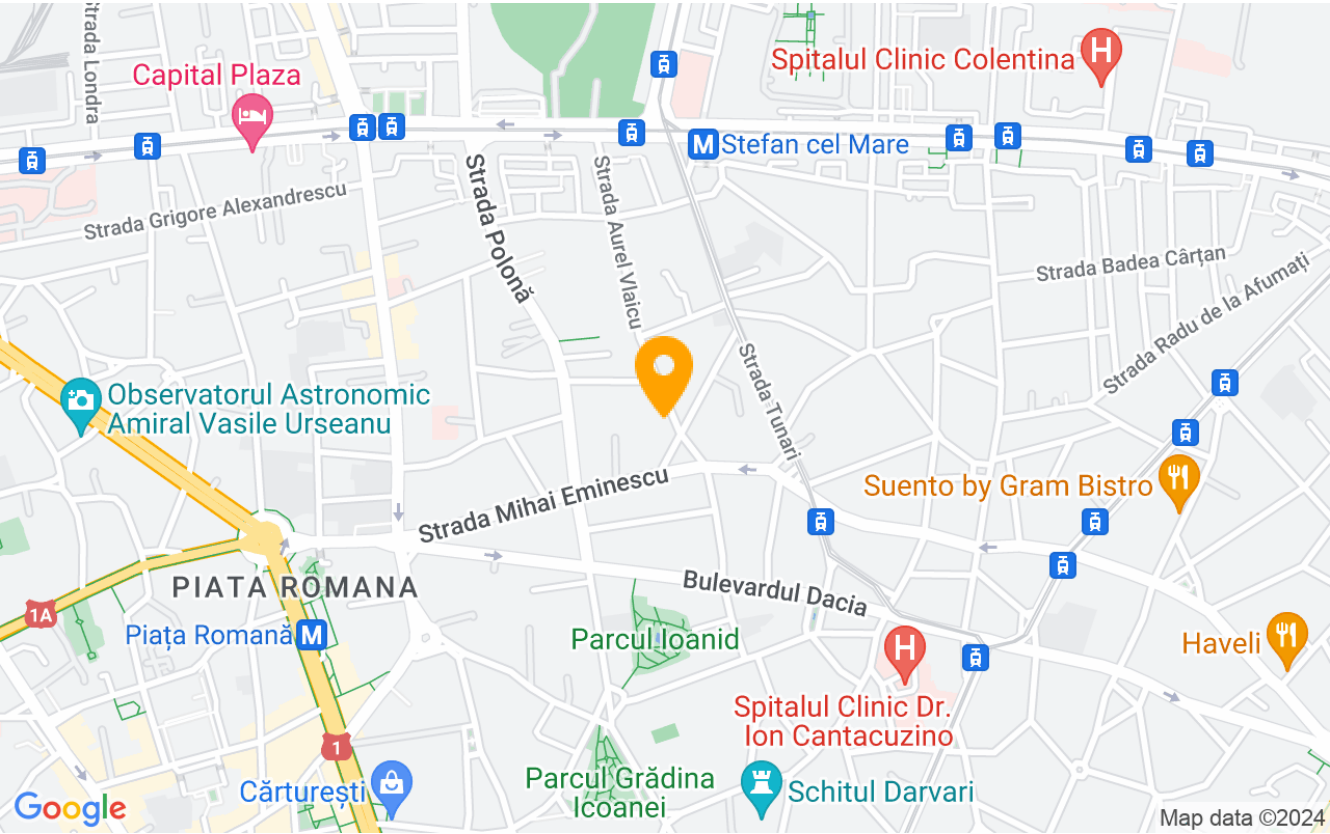 Strada Londra
Capital Plaza
Spitalul Clinic Colentina
H
M
Stefan cel Mare
Strada Grigore Alexandrescu
Strada Polonă
Strada Aurel Vlaicu
Strada Badea Cârțan
Strada Radu de la Afumați
Strada Tunari
Observatorul Astronomic
Amiral Vasile Urseanu
Strada Mihai Eminescu
Suento by Gram Bistro
PIATA ROMANA
1A
Piața Romană
M
Bulevardul Dacia
Parcul Ioanid
H
Haveli
Spitalul Clinic Dr.
Ion Cantacuzino
1
Cărturești
Parcul Grădina
Icoanei
Schitul Darvari
Google
Map data ©2024